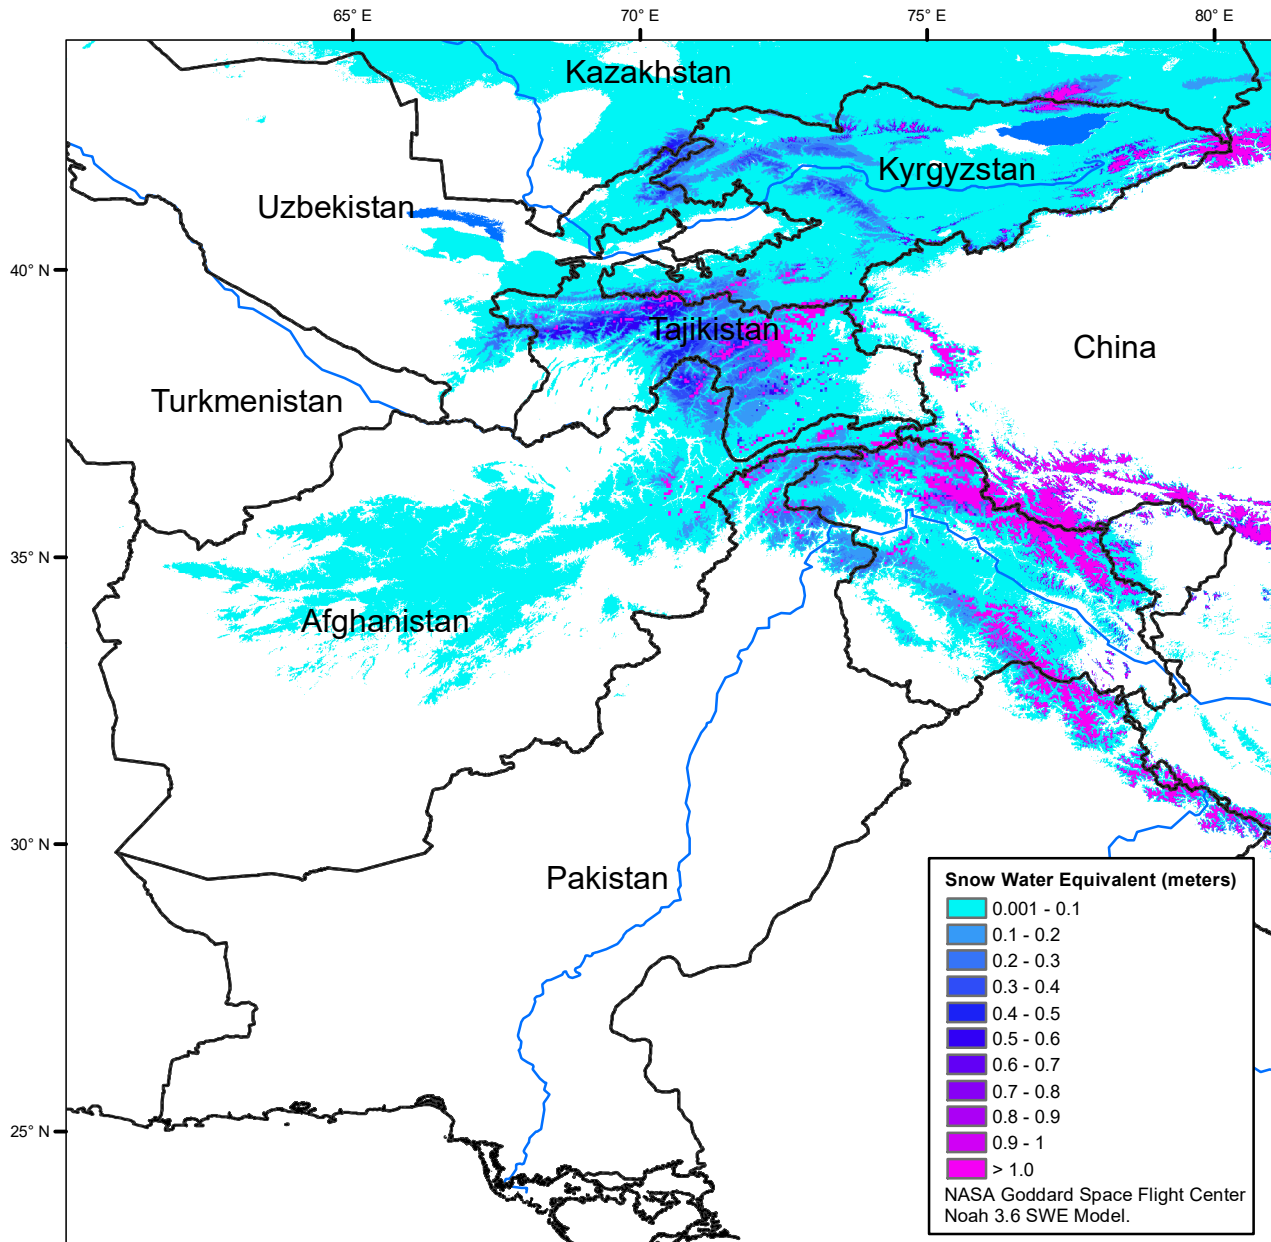 65° E
70° E
75° E
80° E
Kazakhstan
Kyrgyzstan
Uzbekistan
40° N
Tajikistan
China
Turkmenistan
35° N
Afghanistan
30° N
Pakistan
25° N
Snow Water Equivalent (meters)
0.001 - 0.1
0.1 - 0.2
0.2 - 0.3
0.3 - 0.4
0.4 - 0.5
0.5 - 0.6
0.6 - 0.7
0.7 - 0.8
0.8 - 0.9
0.9 - 1
> 1.0
NASA Goddard Space Flight Center
Noah 3.6 SWE Model.